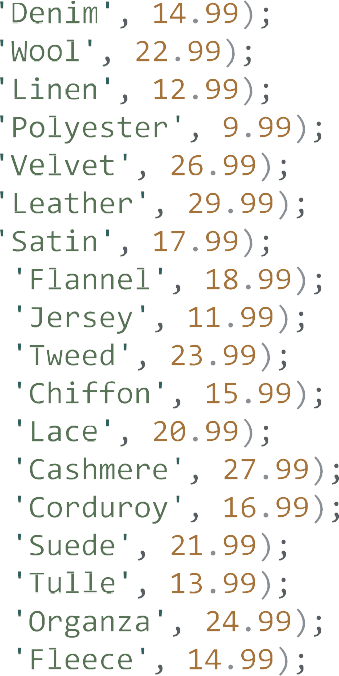 'Denim', 14.99);
'Wool', 22.99);
'Linen', 12.99);
'Polyester', 9.99);
'Velvet', 26.99);
'Leather', 29.99);
'Satin', 17.99);
'Flannel', 18.99);
'Jersey', 11.99);
'Tweed', 23.99);
'Chiffon', 15.99);
'Lace', 20.99);
'Cashmere', 27.99);
'Corduroy', 16.99);
'Suede', 21.99);
'Tulle', 13.99);
'Organza', 24.99);
'Fleece', 14.99);